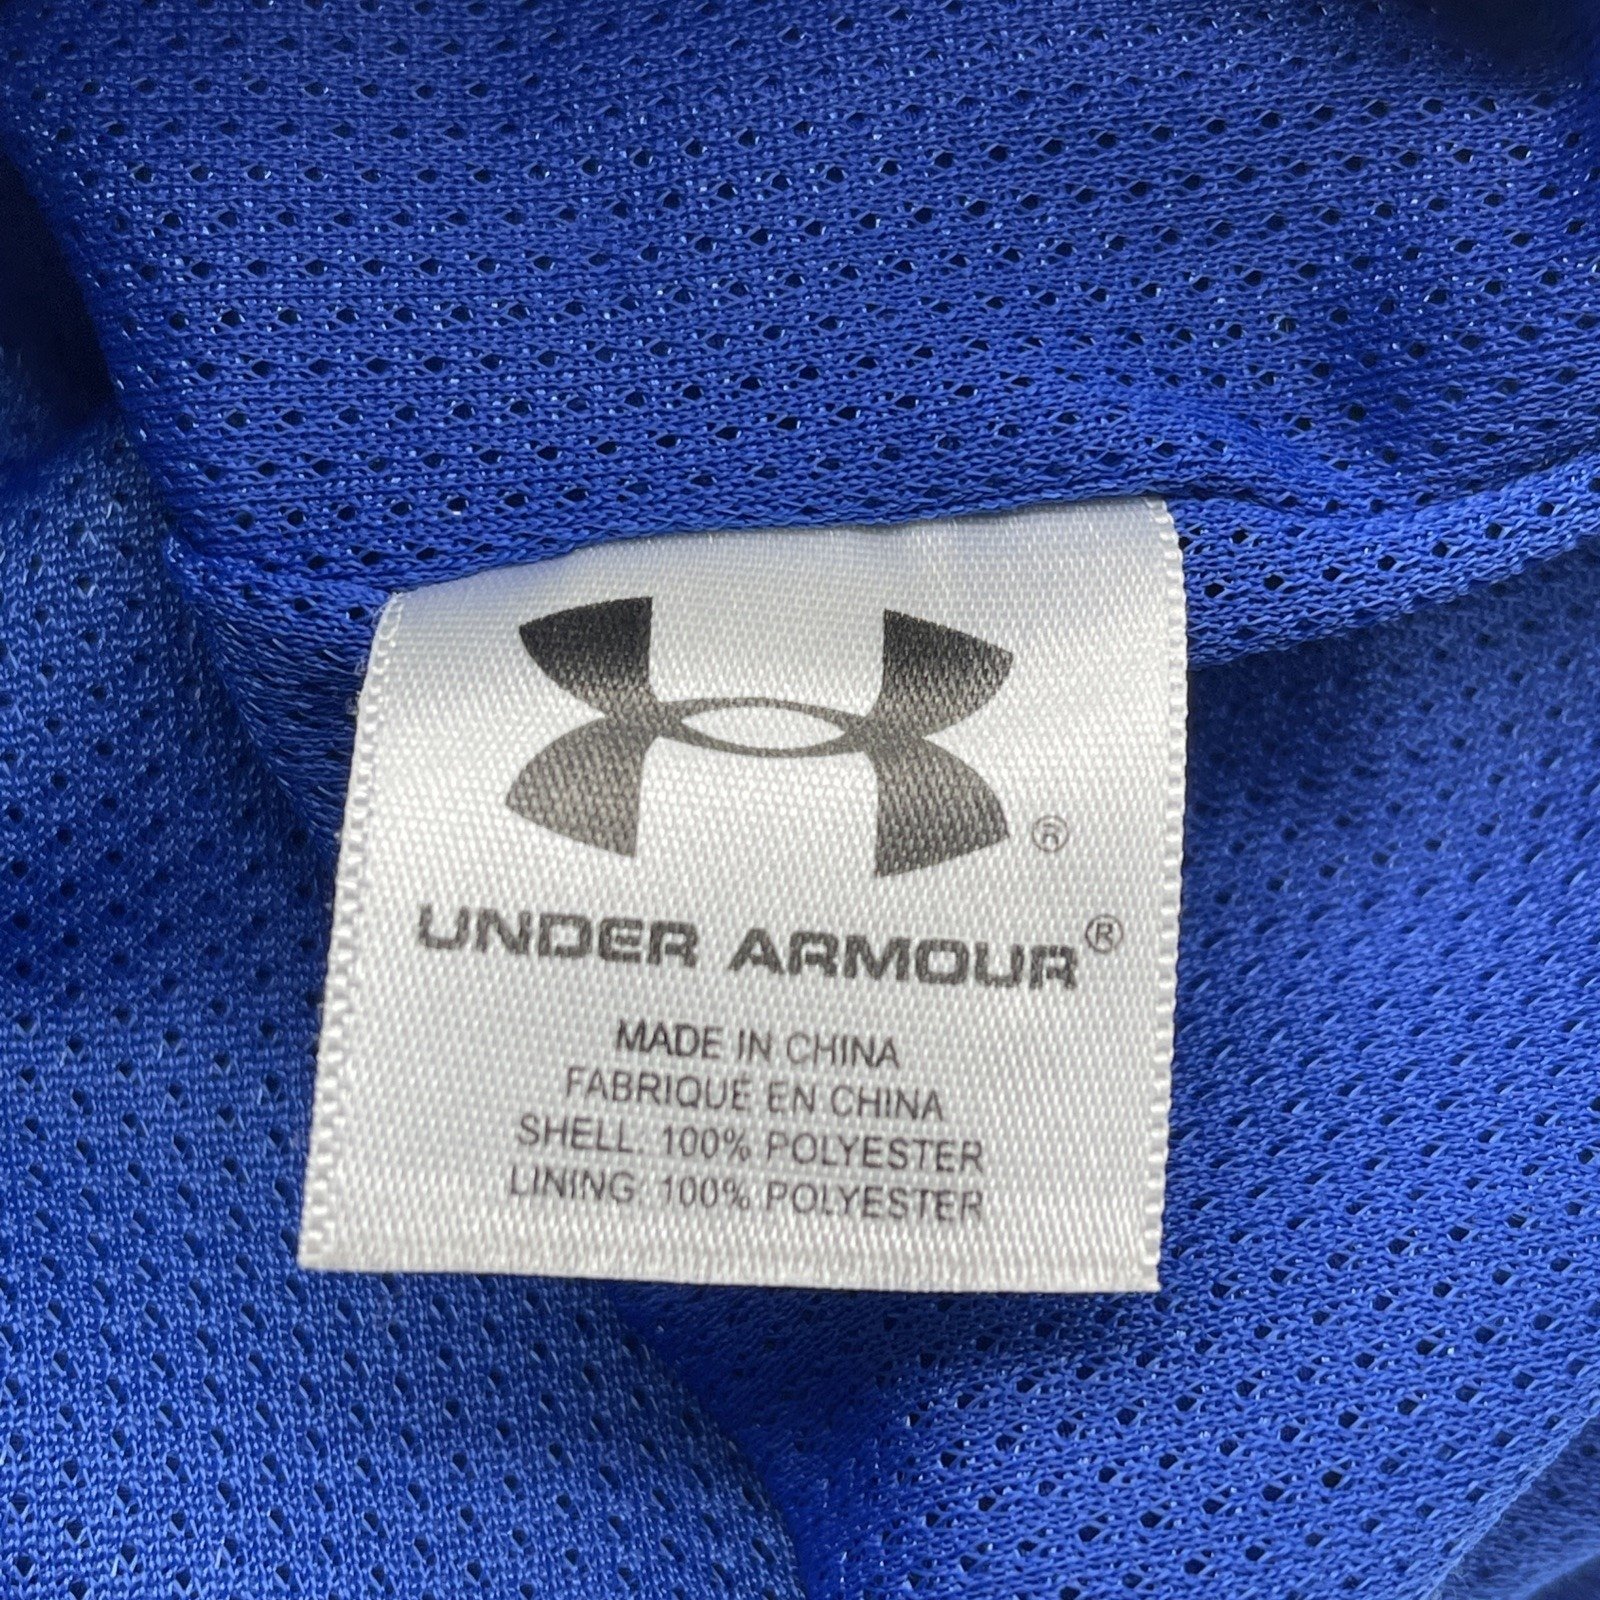 ®
UNDER ARMOUR®
MADE IN CHINA
FABRIQUÉ EN CHINA
SHELL: 100% POLYESTER
LINING: 100% POLYESTER